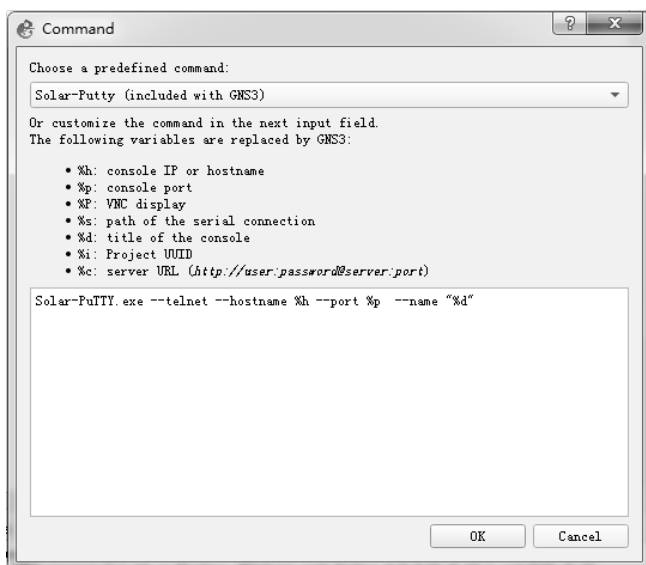 Command
Choose a predefined command:
Solar-Putty (included with GNS3)
Or customize the command in the next input field.
The following variables are replaced by GNS3:
• %h: console IP or hostname
• %p: console port
• %P: VNC display
• %s: path of the serial connection
• %d: title of the console
• %i: Project UUID
• %c: server URL (http://user:password@server:port)
Solar-PuTTY.exe --telnet --hostname %h --port %p  --name "%d"
OK
Cancel